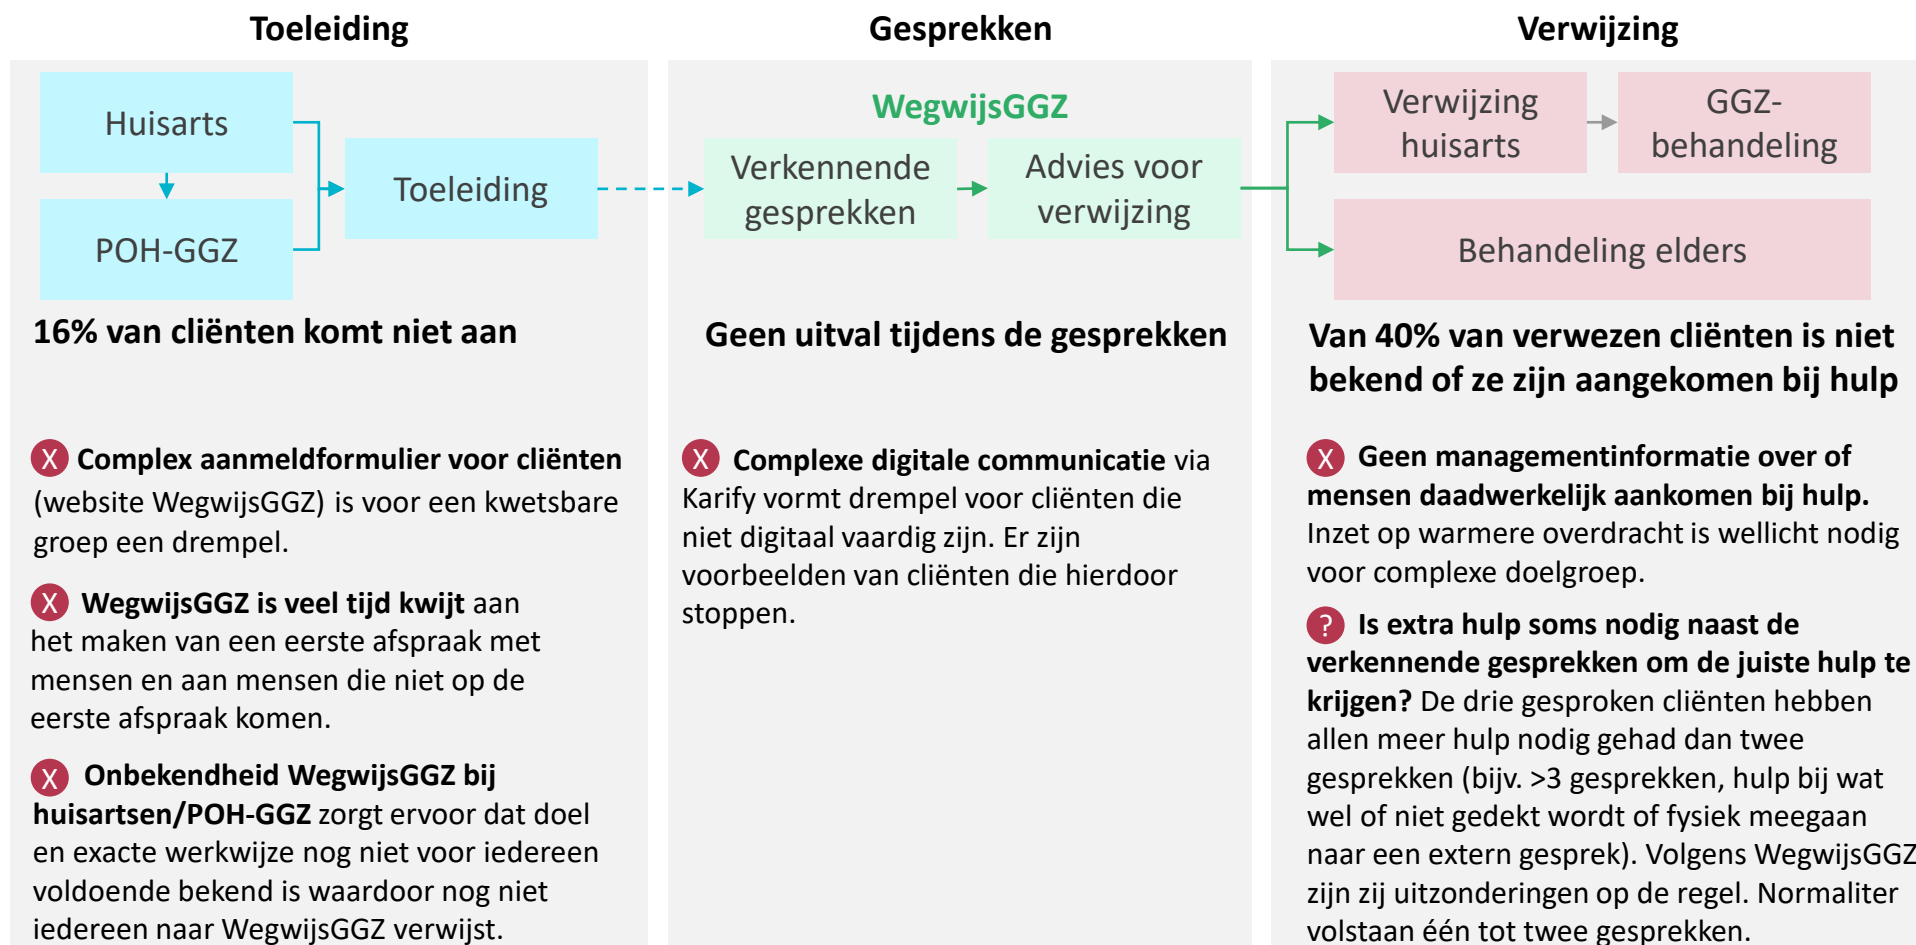 Toeleiding
Huisarts
POH-GGZ
Toeleiding
16% van cliënten komt niet aan
X Complex aanmeldformulier voor cliënten
(website WegwijsGGZ) is voor een kwetsbare
groep een drempel.
X WegwijsGGZ is veel tijd kwijt aan
het maken van een eerste afspraak met
mensen en aan mensen die niet op de
eerste afspraak komen.
X Onbekendheid WegwijsGGZ bij
huisartsen/POH-GGZ zorgt ervoor dat doel
en exacte werkwijze nog niet voor iedereen
voldoende bekend is waardoor nog niet
iedereen naar WegwijsGGZ verwijst.
Gesprekken
WegwijsGGZ
Verkennende
gesprekken
Advies voor
verwijzing
Geen uitval tijdens de gesprekken
X Complexe digitale communicatie via
Karify vormt drempel voor cliënten die
niet digitaal vaardig zijn. Er zijn
voorbeelden van cliënten die hierdoor
stoppen.
Verwijzing
Verwijzing
huisarts
GGZ-
behandeling
Behandeling elders
Van 40% van verwezen cliënten is niet
bekend of ze zijn aangekomen bij hulp
X Geen managementinformatie over of
mensen daadwerkelijk aankomen bij hulp.
Inzet op warmere overdracht is wellicht nodig
voor complexe doelgroep.
? Is extra hulp soms nodig naast de
verkennende gesprekken om de juiste hulp te
krijgen? De drie gesproken cliënten hebben
allen meer hulp nodig gehad dan twee
gesprekken (bijv. >3 gesprekken, hulp bij wat
wel of niet gedekt wordt of fysiek meegaan
naar een extern gesprek). Volgens WegwijsGGZ
zijn zij uitzonderingen op de regel. Normaliter
volstaan één tot twee gesprekken.